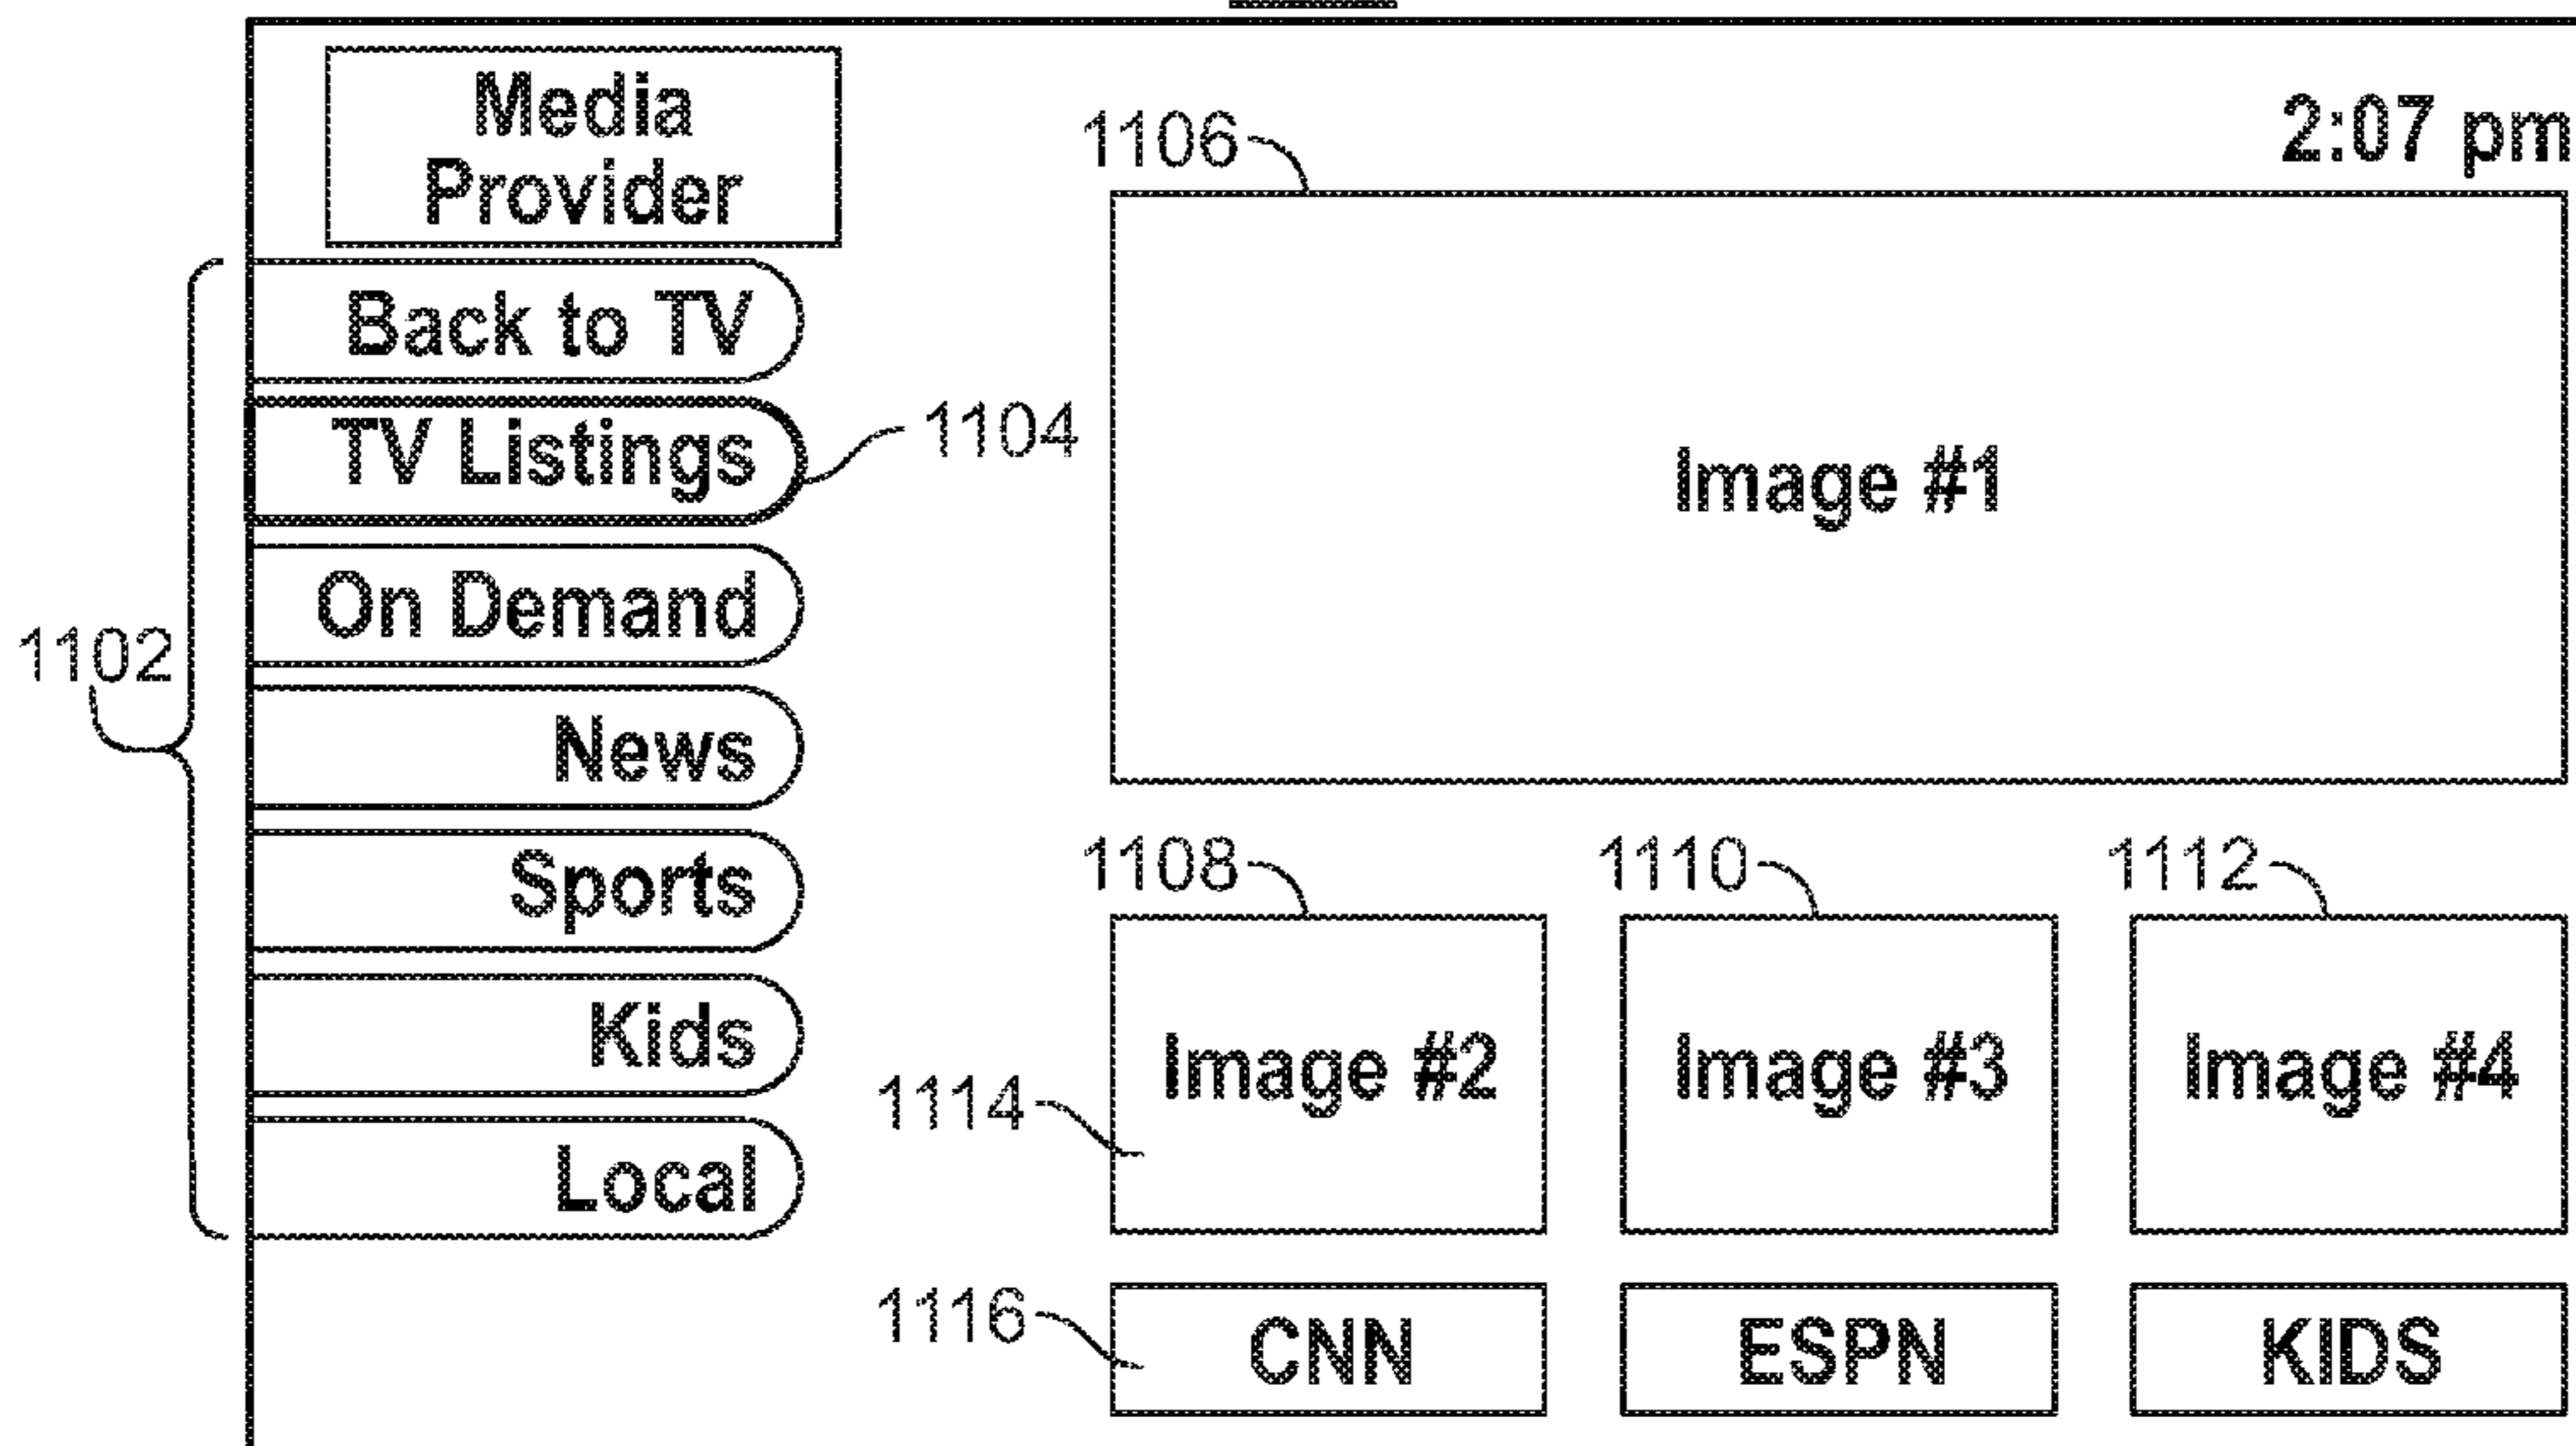 Media
Provider
2:07 pm
1106
Back to TV
TV Listings
1104
Image #1
On Demand
1102
News
Sports
1108
1110
1112
Kids
Image #2
Image #3
Image #4
1114
Local
1116
CNN
ESPN
KIDS